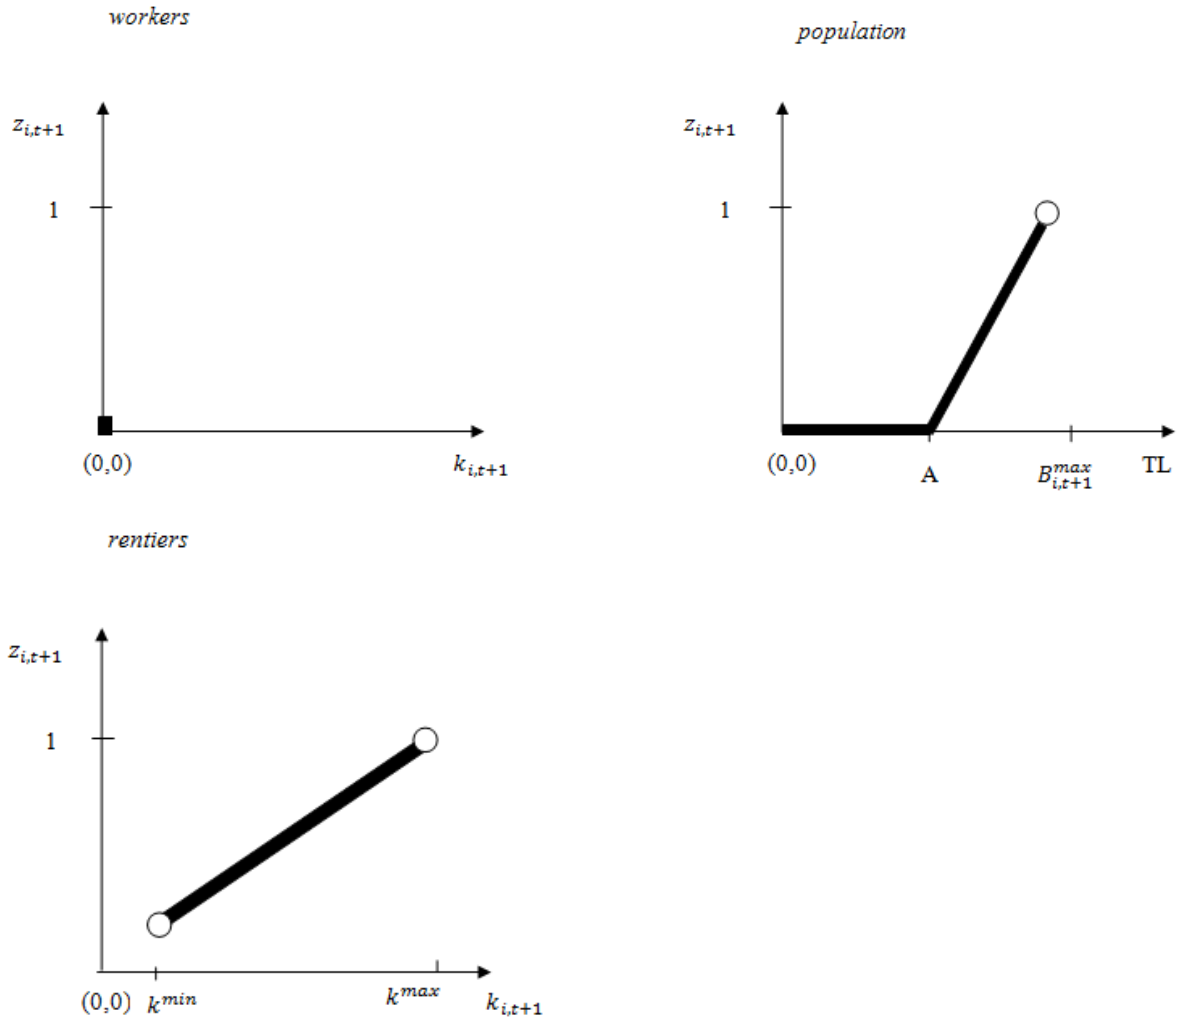 workers
z_{i,t+1}
1
(0,0)
k_{i,t+1}
population
z_{i,t+1}
1
(0,0)
A
B_{i,t+1}^{max}
TL
rentiers
z_{i,t+1}
1
(0,0)
k^{min}
k^{max}
k_{i,t+1}